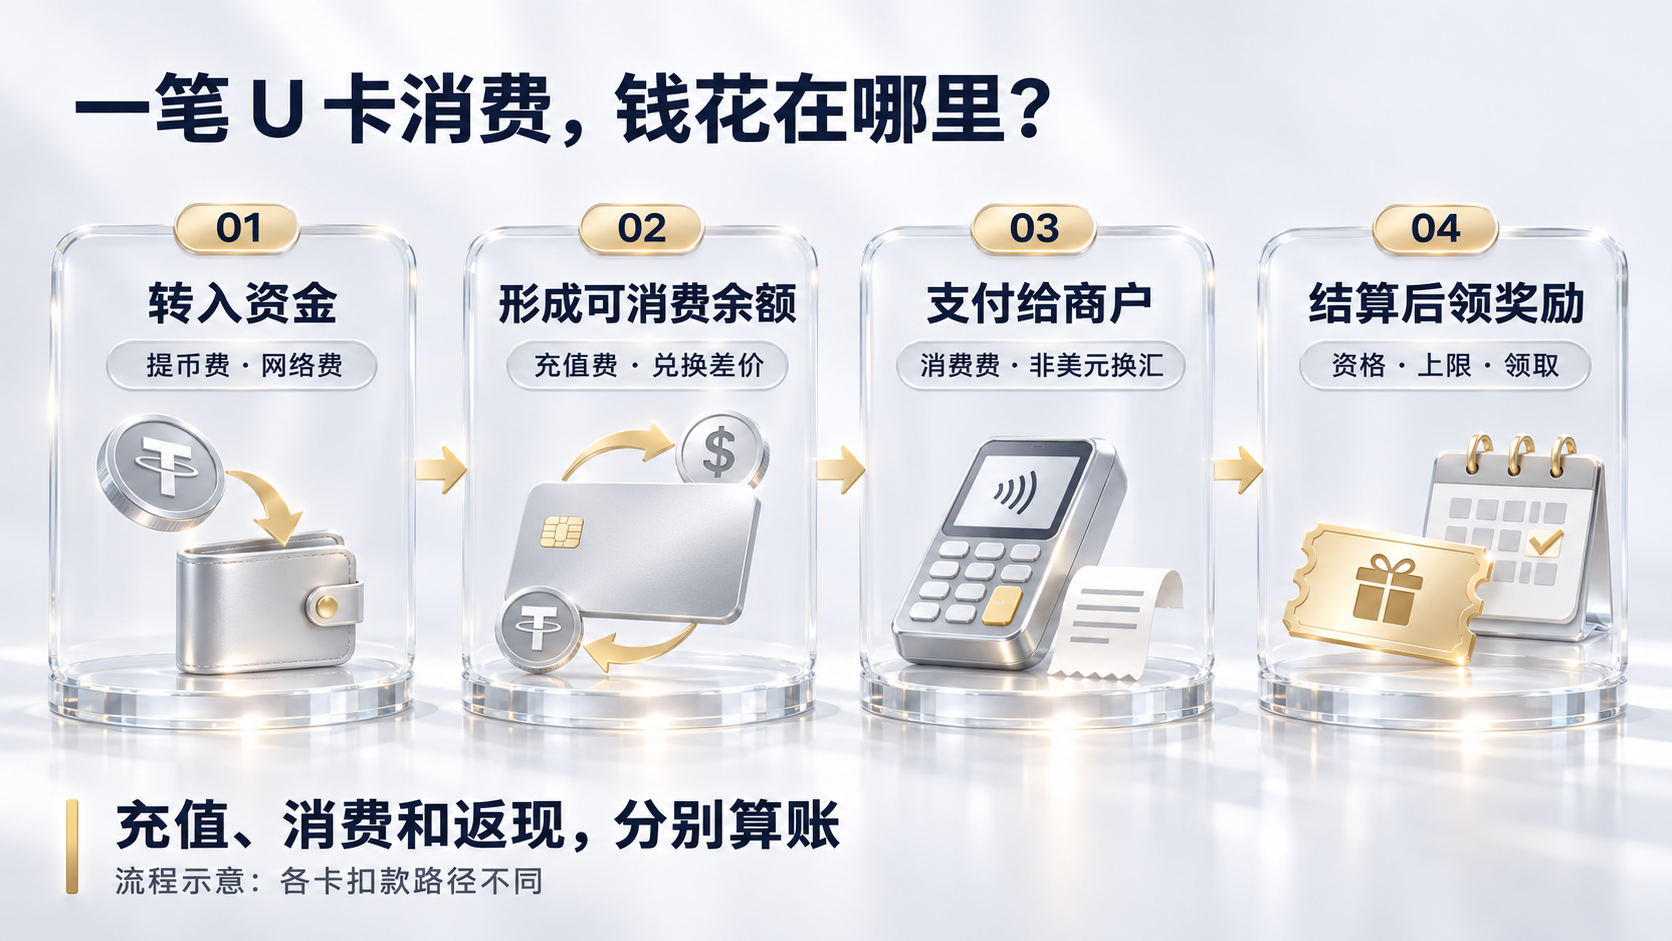 一笔 U 卡消费，钱花在哪里？
01
转入资金
提币费 · 网络费
02
形成可消费余额
充值费 · 兑换差价
$
03
支付给商户
消费费 · 非美元换汇
04
结算后领奖励
资格 · 上限 · 领取
充值、消费和返现，分别算账
流程示意：各卡扣款路径不同